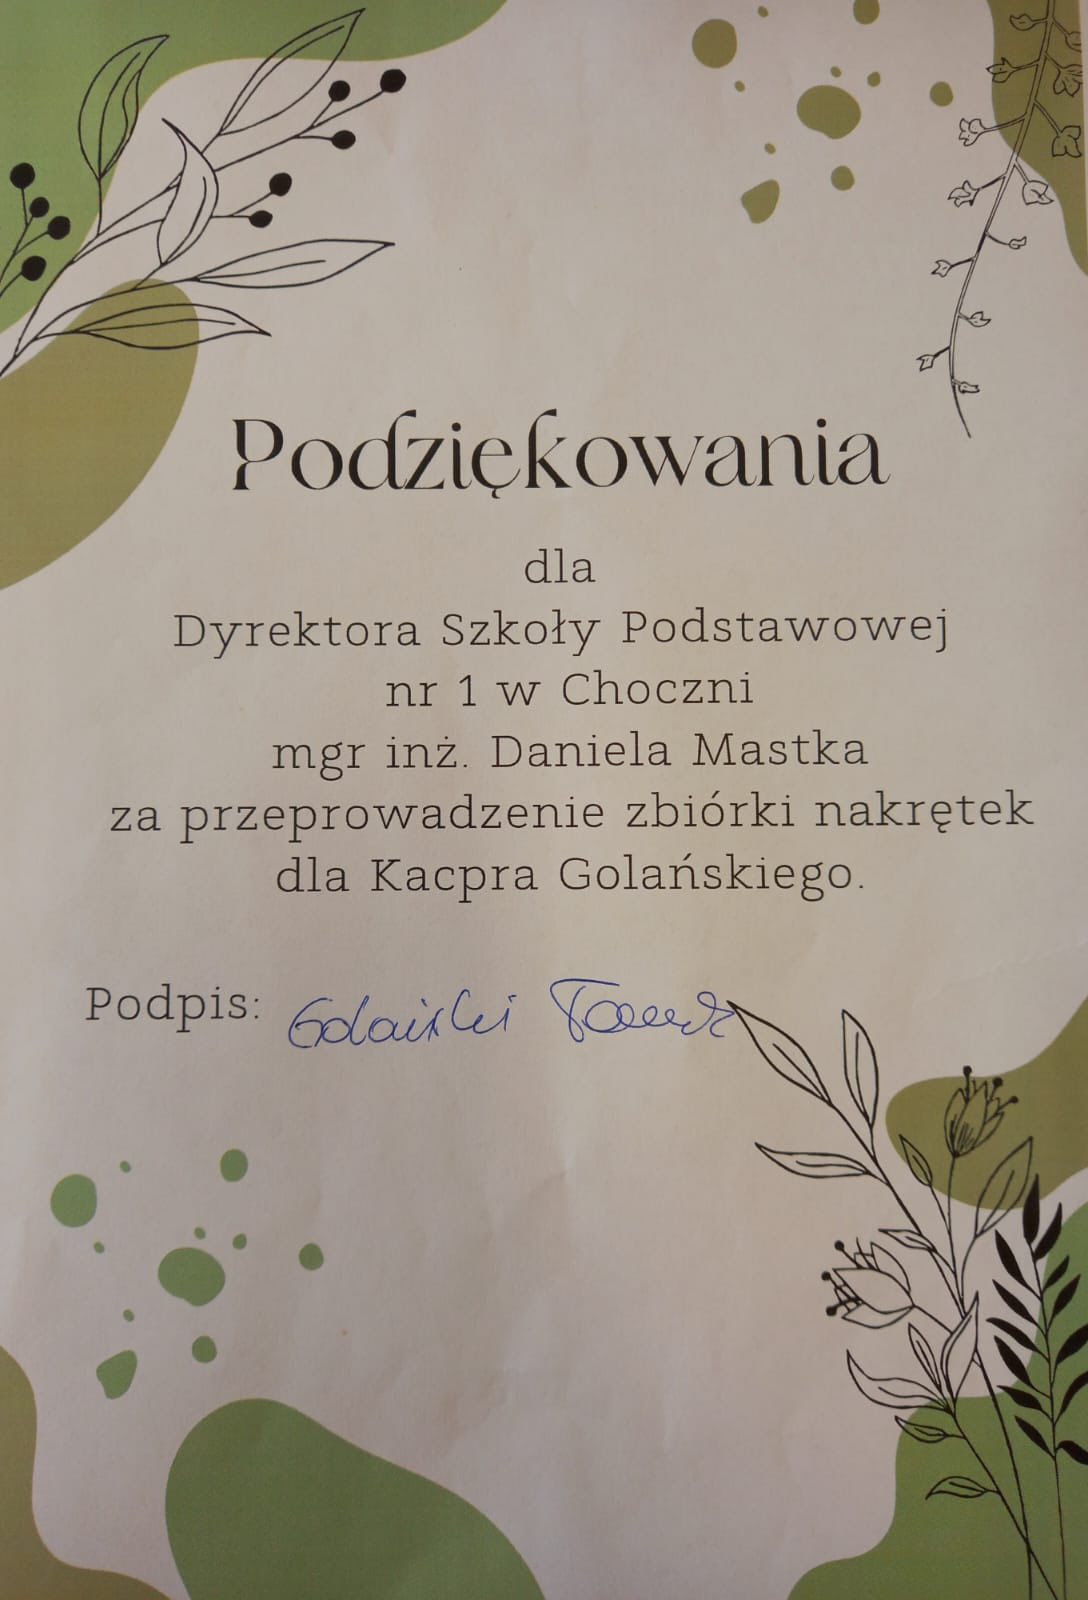 Podziękowania
dla
Dyrektora Szkoły Podstawowej
nr 1 w Choczni
mgr inż. Daniela Mastka
za przeprowadzenie zbiórki nakrętek
dla Kacpra Golańskiego.
Podpis: Golański